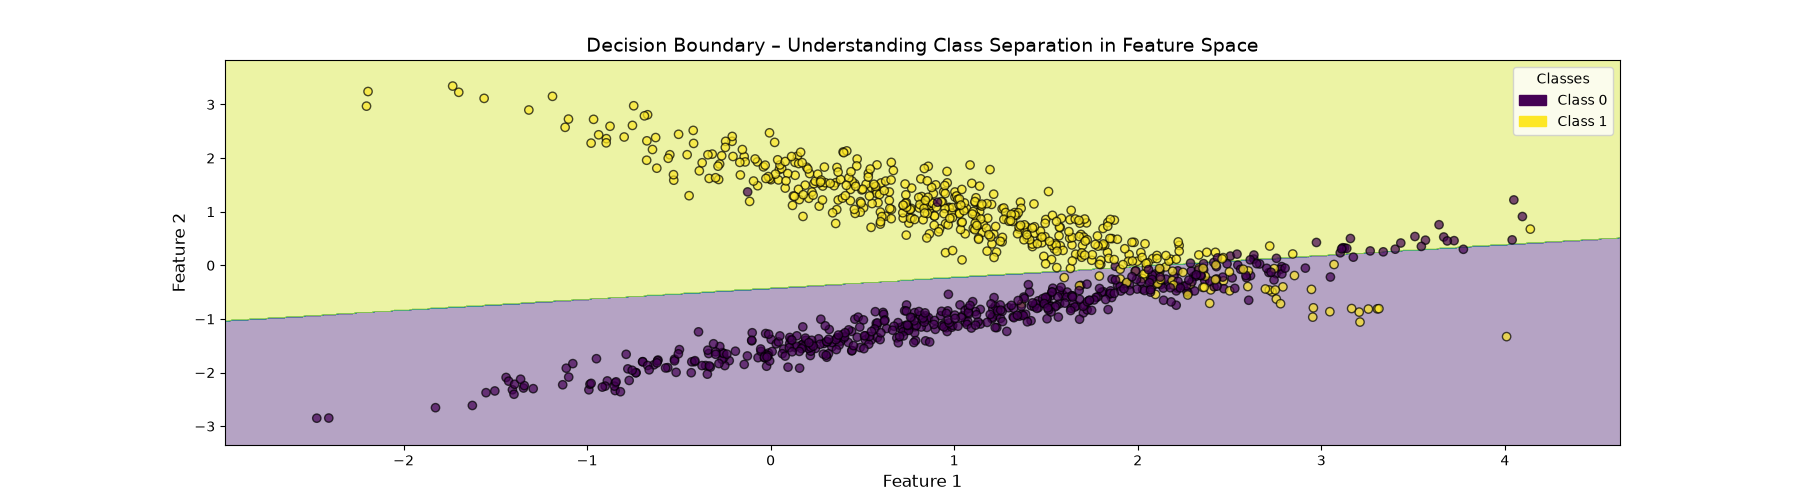 Decision Boundary – Understanding Class Separation in Feature Space
Classes
Class 0
Class 1
Feature 2
3
2
1
0
−1
−2
−3
−2
−1
0
1
2
3
4
Feature 1